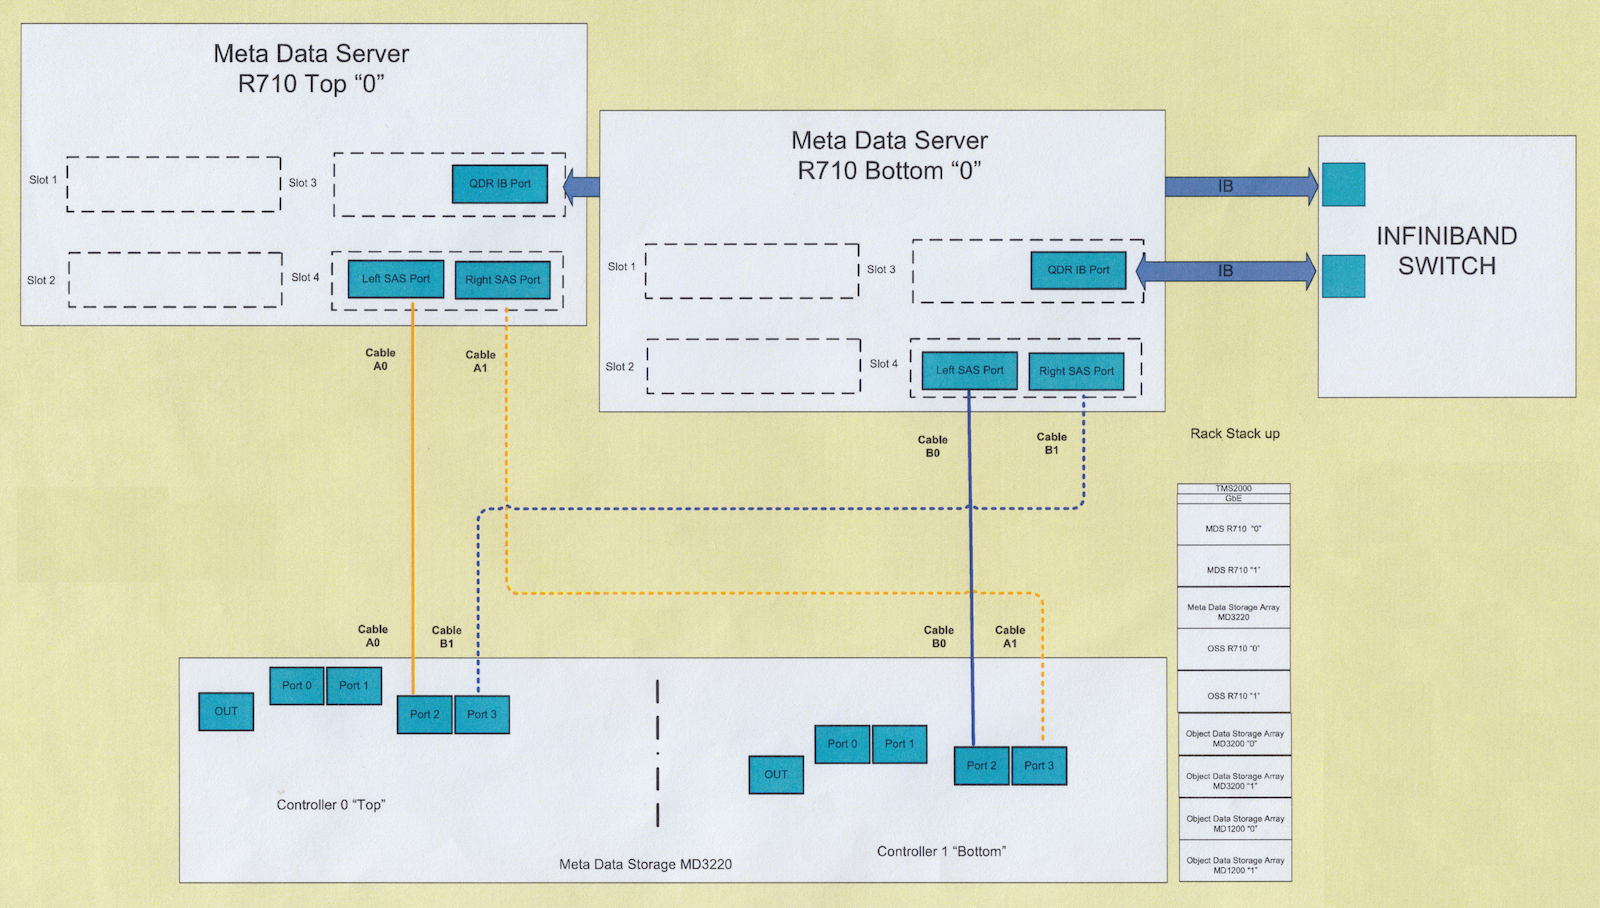 Meta Data Server
R710 Top “0”
Slot 1
Slot 3
QDR IB Port
Slot 2
Slot 4
Left SAS Port
Right SAS Port
Meta Data Server
R710 Bottom “0”
Slot 1
Slot 3
QDR IB Port
Slot 2
Slot 4
Left SAS Port
Right SAS Port
IB
IB
INFINIBAND
SWITCH
Cable
A0
Cable
A1
Cable
B0
Cable
B1
Cable
A0
Cable
B1
Cable
B0
Cable
A1
OUT
Port 0
Port 1
Port 2
Port 3
Controller 0 “Top”
OUT
Port 0
Port 1
Port 2
Port 3
Controller 1 “Bottom”
Meta Data Storage MD3220
Rack Stack up
TMS2000
GbE
MDS R710 “0”
MDS R710 “1”
Meta Data Storage Array
MD3220
OSS R710 “0”
OSS R710 “1”
Object Data Storage Array
MD3200 “0”
Object Data Storage Array
MD3200 “1”
Object Data Storage Array
MD1200 “0”
Object Data Storage Array
MD1200 “1”